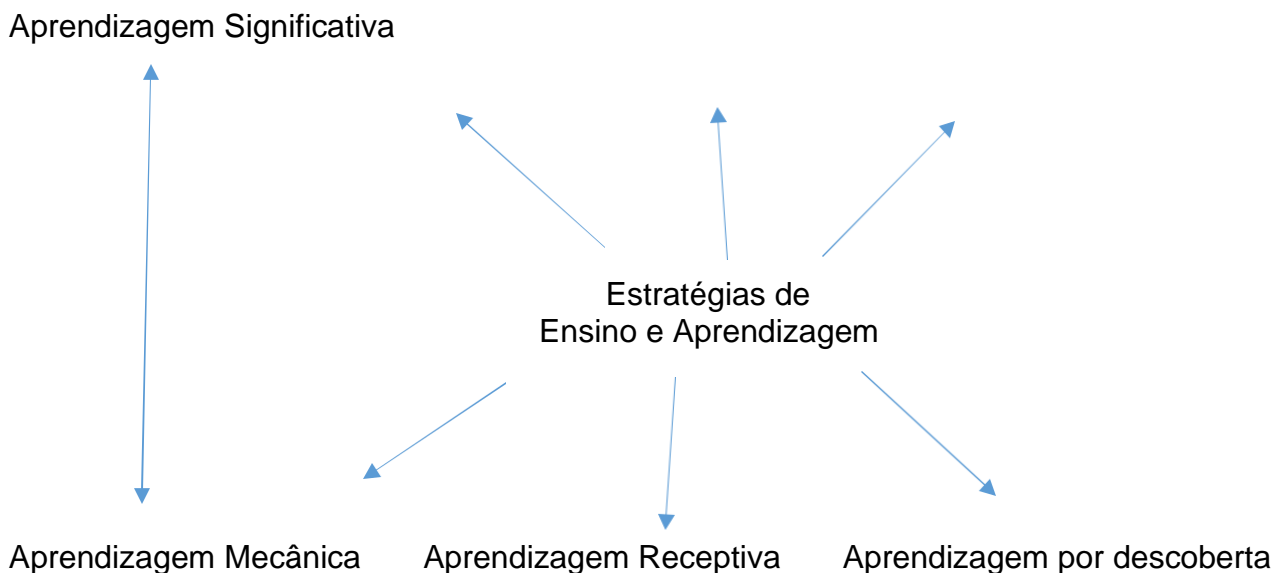 Aprendizagem Significativa
Estratégias de
Ensino e Aprendizagem
Aprendizagem Mecânica Aprendizagem Receptiva Aprendizagem por descoberta